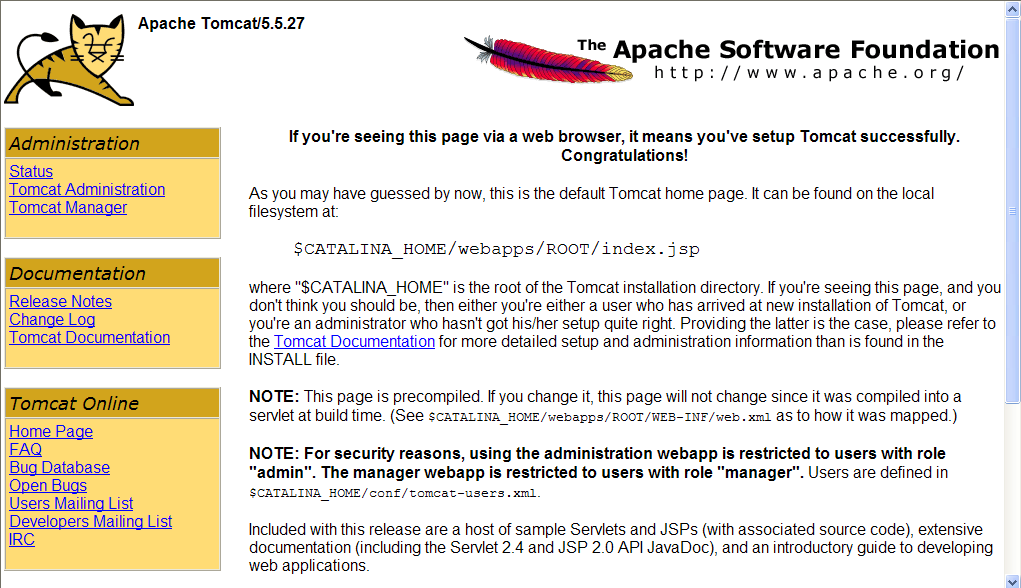 Apache Tomcat/5.5.27
The Apache Software Foundation
http://www.apache.org/
Administration
Status
Tomcat Administration
Tomcat Manager
Documentation
Release Notes
Change Log
Tomcat Documentation
Tomcat Online
Home Page
FAQ
Bug Database
Open Bugs
Users Mailing List
Developers Mailing List
IRC
If you're seeing this page via a web browser, it means you've setup Tomcat successfully.
Congratulations!
As you may have guessed by now, this is the default Tomcat home page. It can be found on the local
filesystem at:
$CATALINA_HOME/webapps/ROOT/index.jsp
where "$CATALINA_HOME" is the root of the Tomcat installation directory. If you're seeing this page, and you
don't think you should be, then either you're either a user who has arrived at new installation of Tomcat, or
you're an administrator who hasn't got his/her setup quite right. Providing the latter is the case, please refer to
the Tomcat Documentation for more detailed setup and administration information than is found in the
INSTALL file.
NOTE: This page is precompiled. If you change it, this page will not change since it was compiled into a
servlet at build time. (See $CATALINA_HOME/webapps/ROOT/WEB-INF/web.xml as to how it was mapped.)
NOTE: For security reasons, using the administration webapp is restricted to users with role
"admin". The manager webapp is restricted to users with role "manager". Users are defined in
$CATALINA_HOME/conf/tomcat-users.xml.
Included with this release are a host of sample Servlets and JSPs (with associated source code), extensive
documentation (including the Servlet 2.4 and JSP 2.0 API JavaDoc), and an introductory guide to developing
web applications.